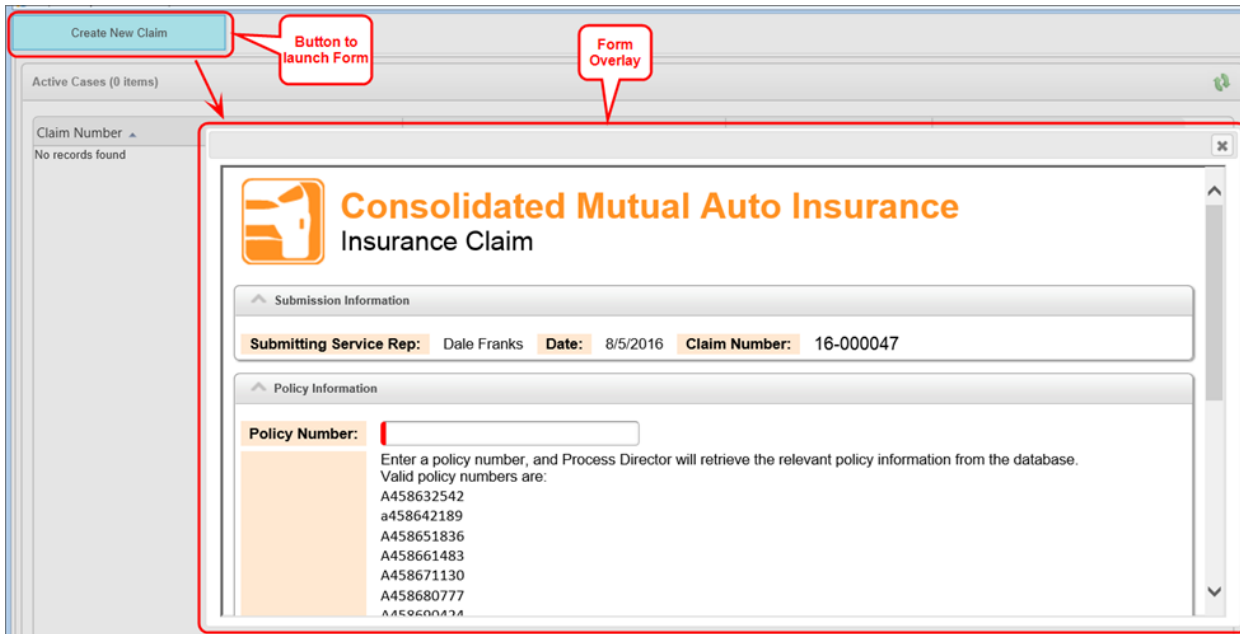 Create New Claim
Button to
launch Form
Form
Overlay
Active Cases (0 items)
Claim Number
No records found
Consolidated Mutual Auto Insurance
Insurance Claim
Submission Information
Submitting Service Rep: Dale Franks Date: 8/5/2016 Claim Number: 16-000047
Policy Information
Policy Number:
Enter a policy number, and Process Director will retrieve the relevant policy information from the database.
Valid policy numbers are:
A458632542
a458642189
A458651836
A458661483
A458671130
A458680777
A458690424